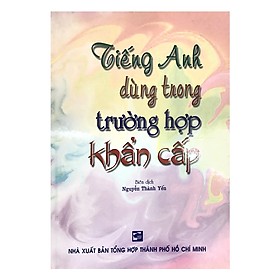 Tiếng Anh
dùng trong
trường hợp
khẩn cấp
Biên dịch
Nguyễn Thành Yến
NHÀ XUẤT BẢN TỔNG HỢP THÀNH PHỐ HỒ CHÍ MINH